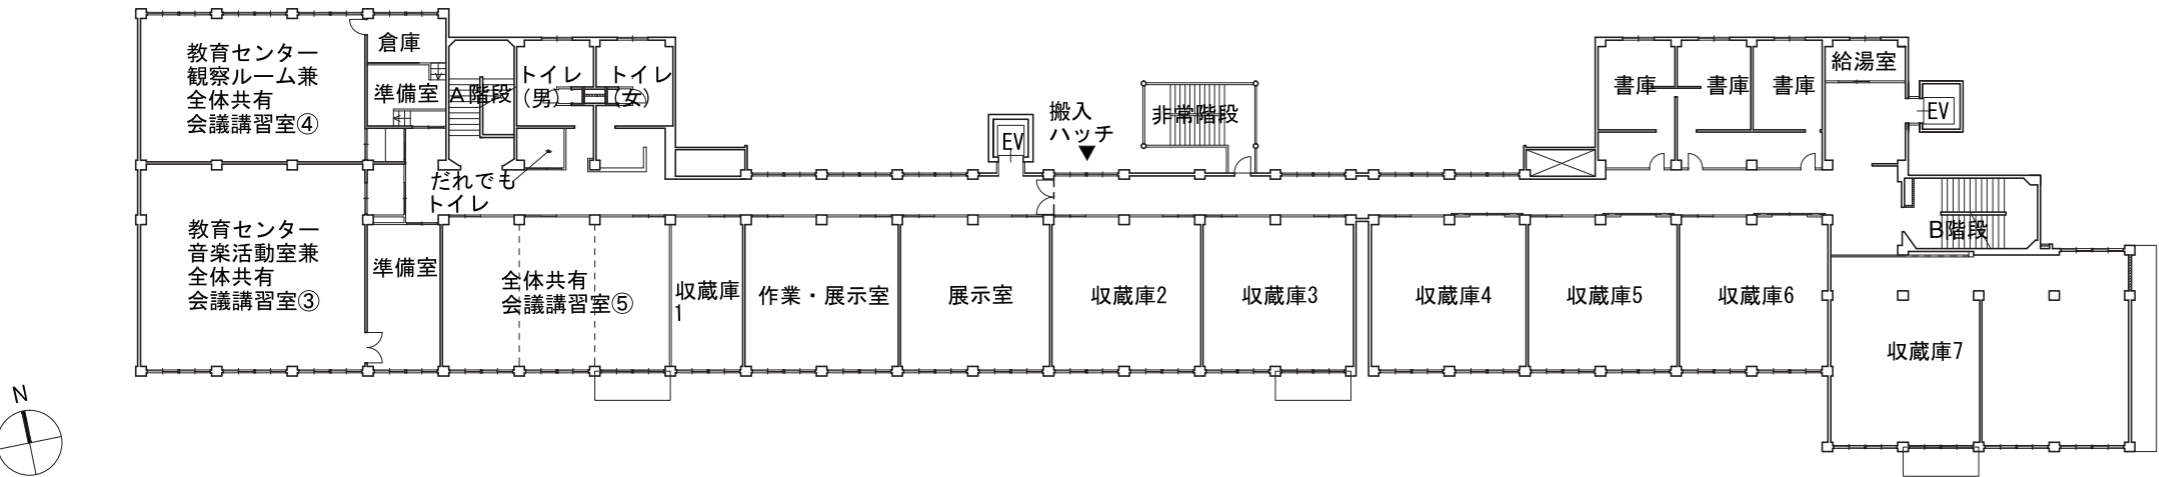 教育センター
観察ルーム兼
全体共有
会議講習室④
倉庫
準備室
A階段
トイレ
(男)
トイレ
(女)
だれでも
トイレ
EV
搬入
ハッチ
非常階段
書庫
書庫
書庫
給湯室
EV
B階段
教育センター
音楽活動室兼
全体共有
会議講習室③
準備室
全体共有
会議講習室⑤
収蔵庫
1
作業・展示室
展示室
収蔵庫2
収蔵庫3
収蔵庫4
収蔵庫5
収蔵庫6
収蔵庫7
N